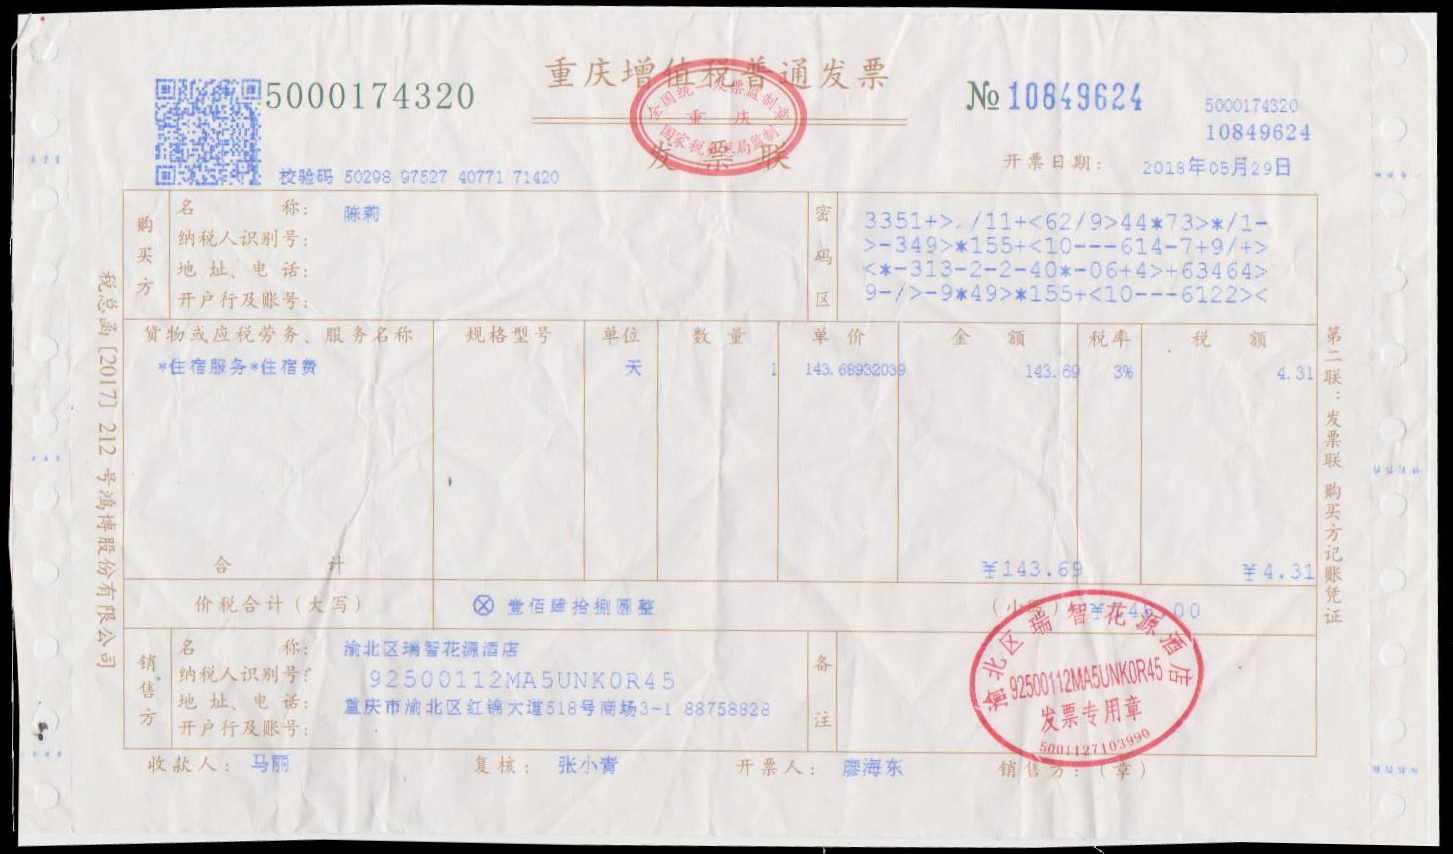 重庆增值税普通发票
5000174320
№10849624
5000174320
10849624
全国统一发票监制章
重庆
国家税务总局监制
发票联
校验码 50298 97527 40771 71420
开票日期: 2018年05月29日
购买方
名称: 陈莉
纳税人识别号:
地址、电话:
开户行及账号:
密码区
3351+>./11+<62/9>44*73>*/1-
>-349>*155+<10---614-7+9/+>
<*-313-2-2-40*-06+4>+63464>
9-/>-9*49>*155+<10---6122><
货物或应税劳务、服务名称 规格型号 单位 数量 单价 金额 税率 税额
*住宿服务*住宿费 天 1 143.68932039 143.69 3% 4.31
合计 ¥143.69 ¥4.31
价税合计(大写) ⊗壹佰肆拾捌圆整 (小写) ¥148.00
销售方
名称: 渝北区瑞智花源酒店
纳税人识别号: 92500112MA5UNK0R45
地址、电话: 重庆市渝北区红锦大道518号商场3-1 88758828
开户行及账号:
备注
渝北区瑞智花源酒店
92500112MA5UNK0R45
发票专用章
5001127103990
收款人: 马丽 复核: 张小青 开票人: 廖海东 销售方:(章)
税总函[2017]212号鸿博股份有限公司
第二联:发票联 购买方记账凭证